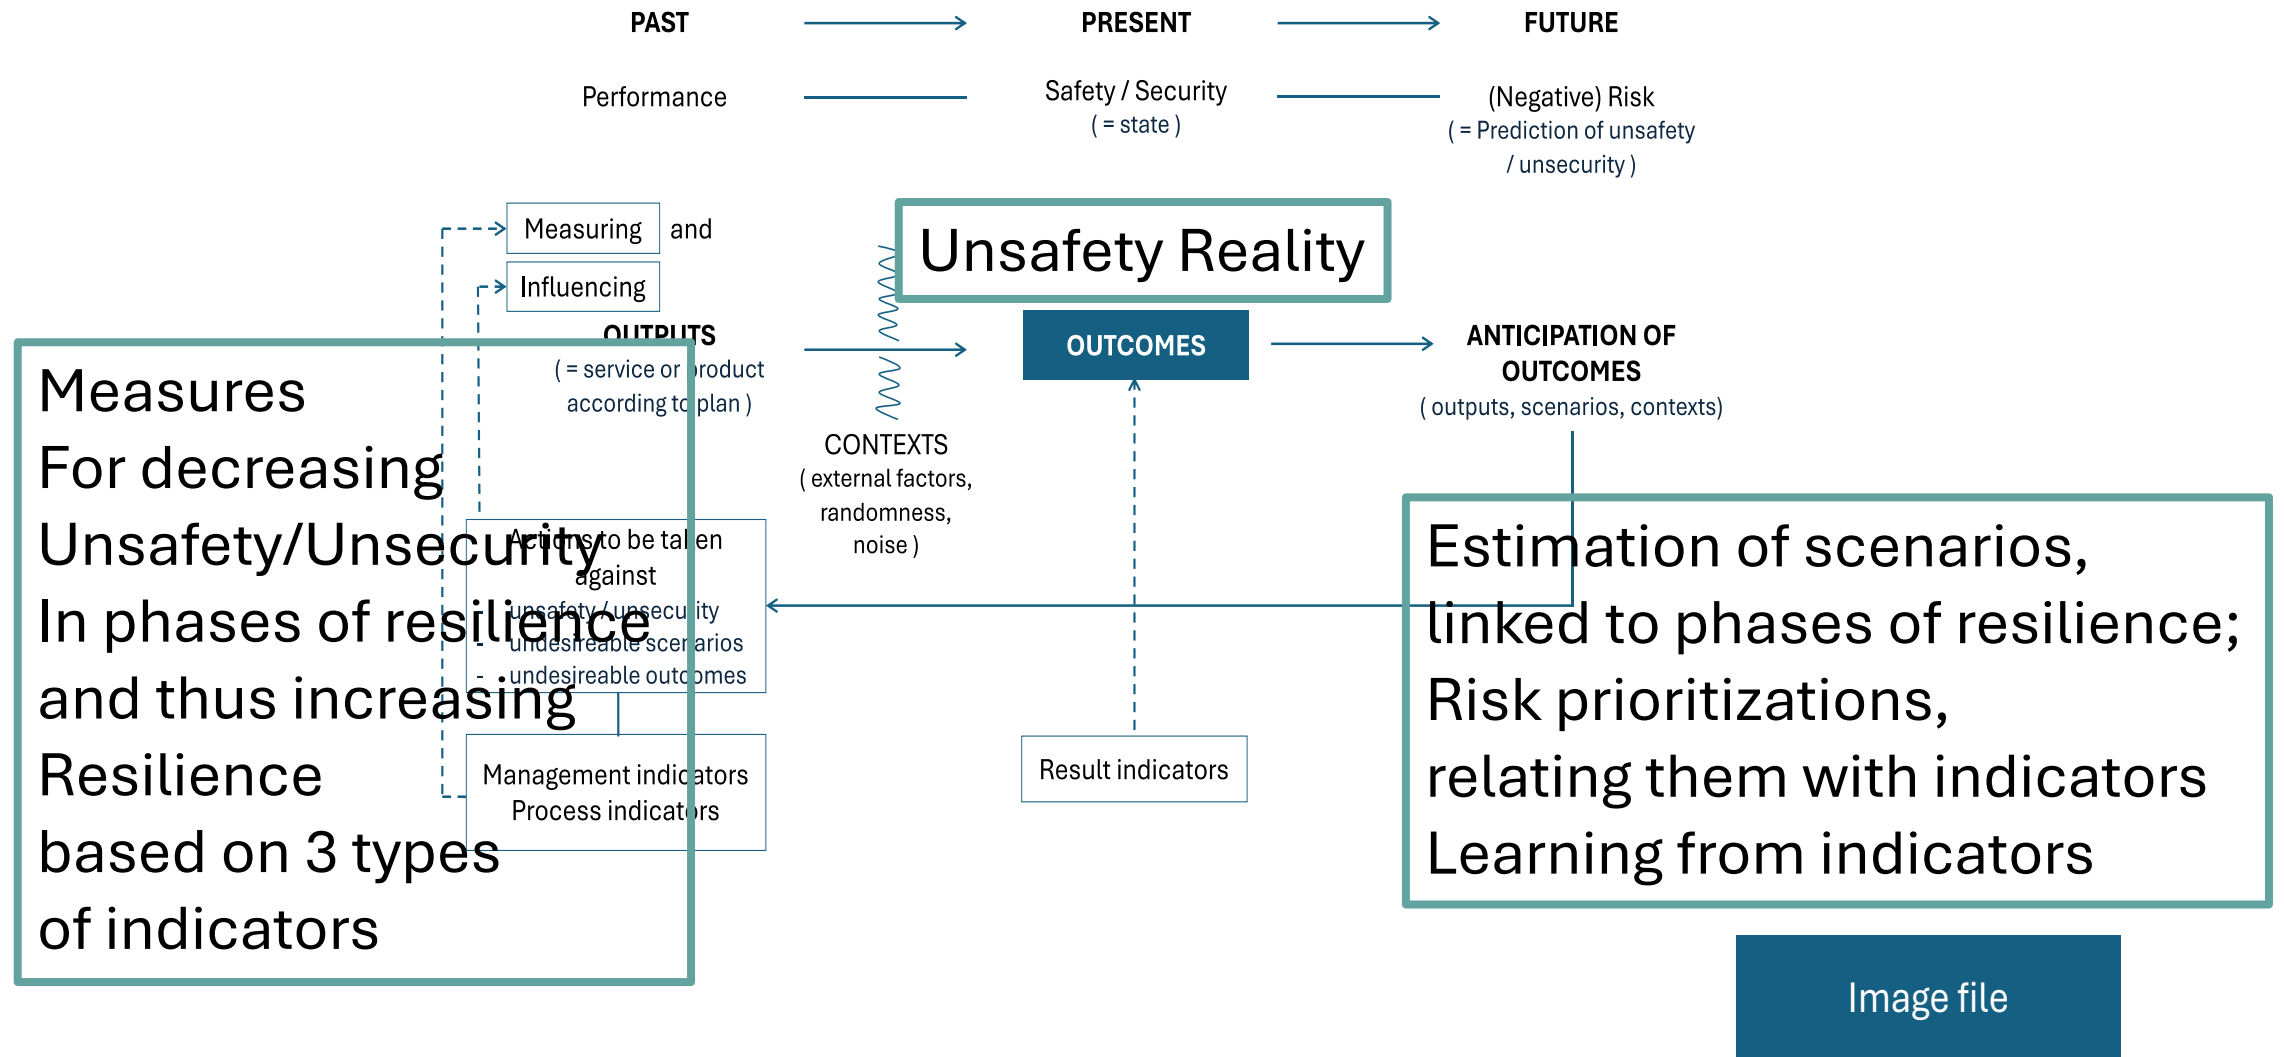 PAST
PRESENT
FUTURE
Performance
Safety / Security
( = state )
(Negative) Risk
( = Prediction of unsafety
/ unsecurity )
Measuring and
Influencing
Unsafety Reality
OUTPUTS
( = service or product
according to plan )
OUTCOMES
ANTICIPATION OF
OUTCOMES
( outputs, scenarios, contexts)
CONTEXTS
( external factors,
randomness,
noise )
Measures
For decreasing
Unsafety/Unsecurity
In phases of resilience
and thus increasing
Resilience
based on 3 types
of indicators
Actions to be taken
against
- unsafety / unsecurity
- undesireable scenarios
- undesireable outcomes
Management indicators
Process indicators
Result indicators
Estimation of scenarios,
linked to phases of resilience;
Risk prioritizations,
relating them with indicators
Learning from indicators
Image file